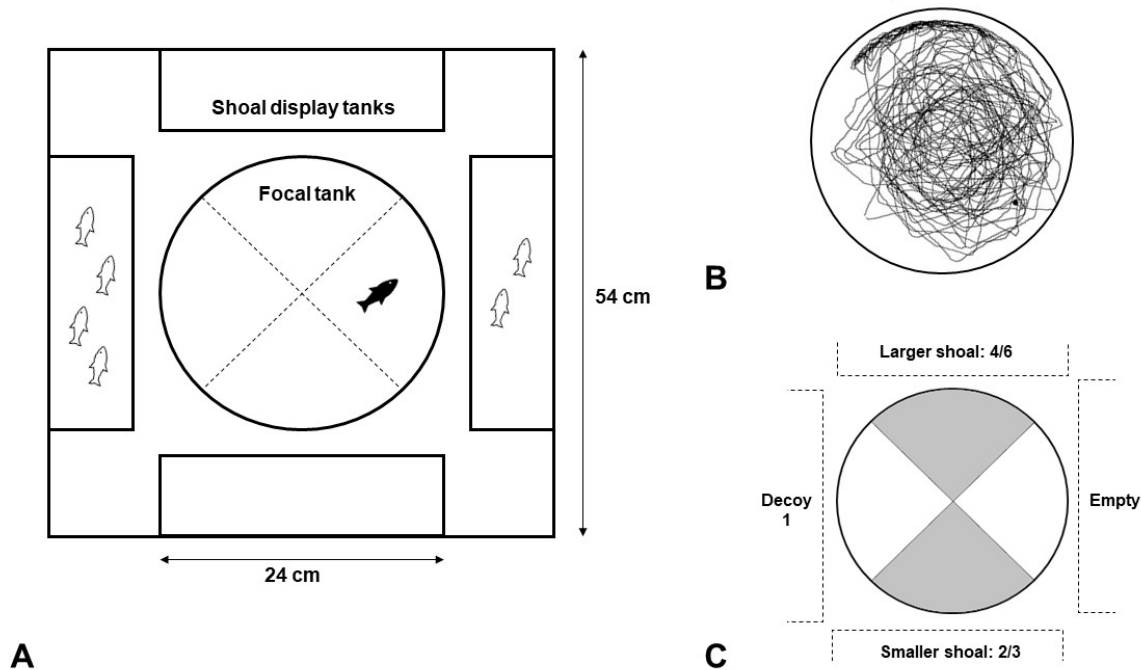 Shoal display tanks
Focal tank
54 cm
24 cm
A
B
Larger shoal: 4/6
Decoy
1
Empty
Smaller shoal: 2/3
C